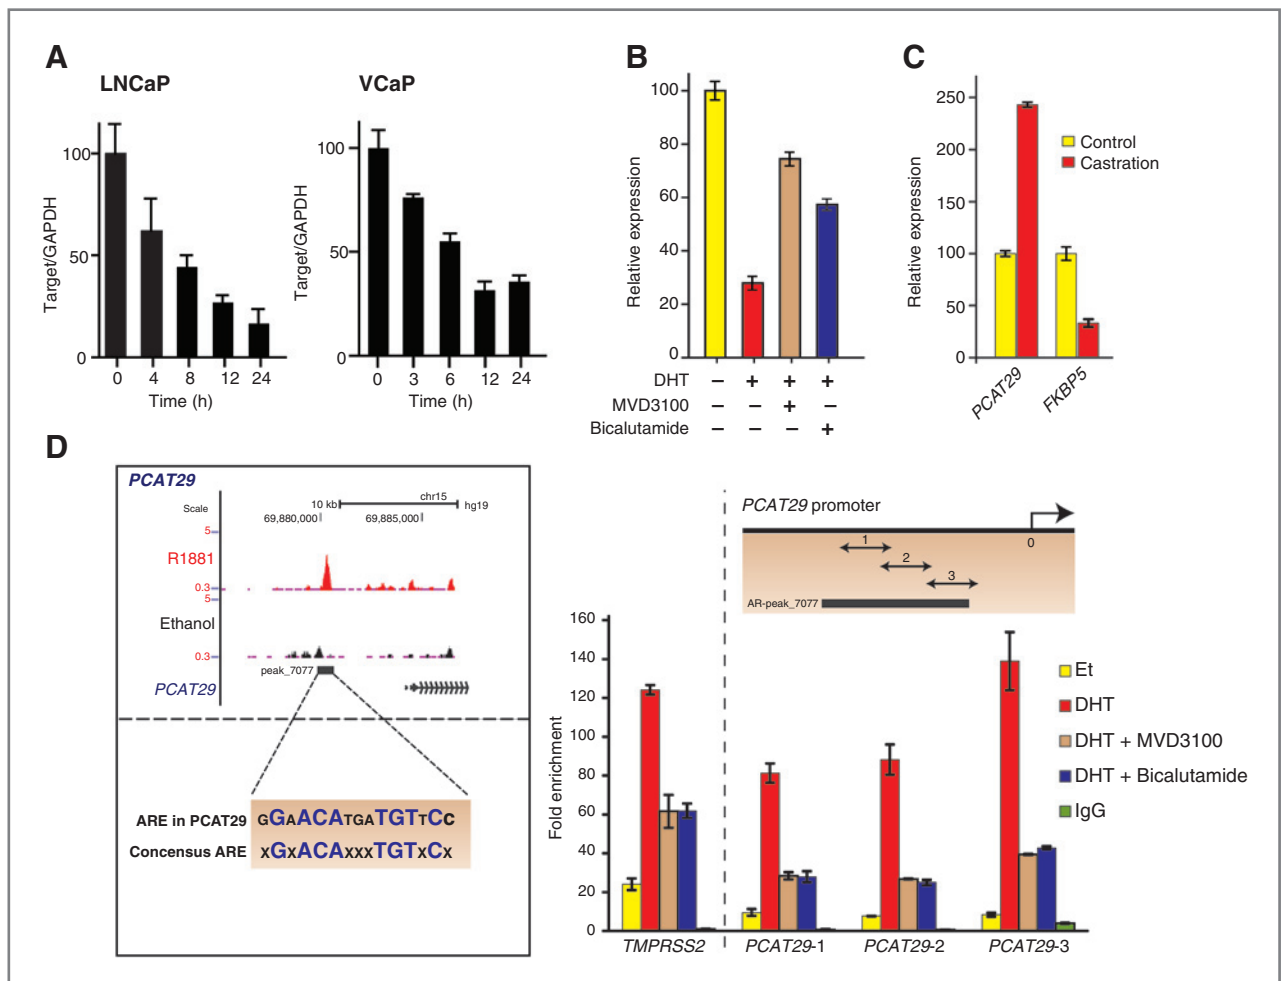 A
LNCaP
Target/GAPDH
100
50
0
0 4 8 12 24
Time (h)
VCaP
Target/GAPDH
100
50
0
0 3 6 12 24
Time (h)
B
Relative expression
100
80
60
40
20
0
DHT − + + +
MVD3100 − − + −
Bicalutamide − − − +
C
Relative expression
250
200
150
100
50
0
Control
Castration
PCAT29
FKBP5
D
PCAT29
Scale
10 kb
chr15
hg19
69,880,000
69,885,000
5
R1881
0.3
5
Ethanol
0.3
peak_7077
PCAT29
ARE in PCAT29 GGAACATGATGTTCc
Concensus ARE xGxACAxxxTGTxCx
PCAT29 promoter
0
1
2
3
AR-peak_7077
Fold enrichment
160
140
120
100
80
60
40
20
0
TMPRSS2 PCAT29-1 PCAT29-2 PCAT29-3
Et
DHT
DHT + MVD3100
DHT + Bicalutamide
IgG